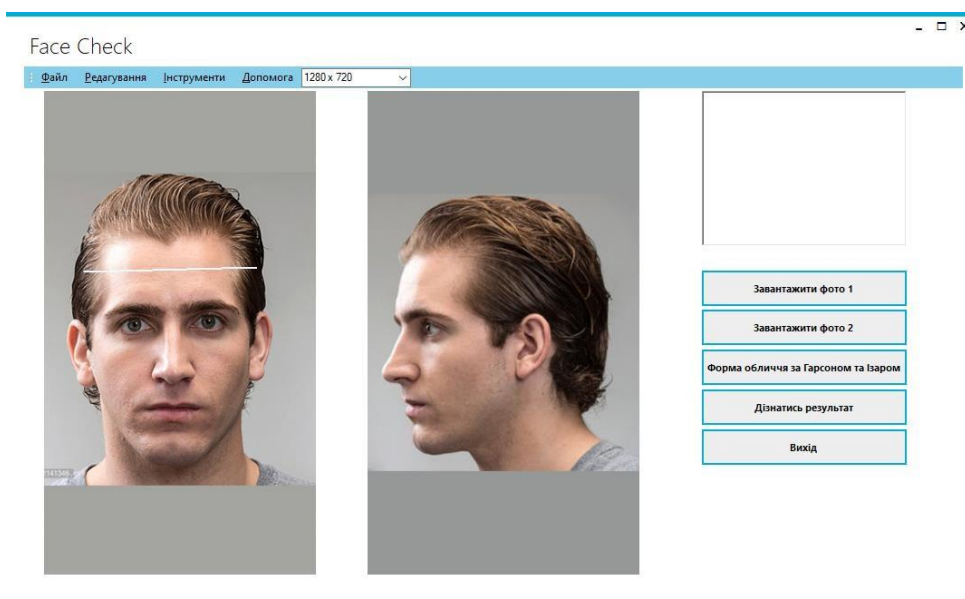 Face Check
Файл Редагування Інструменти Допомога 1280 x 720
Завантажити фото 1
Завантажити фото 2
Форма обличчя за Гарсоном та Ізаром
Дізнатись результат
Вихід